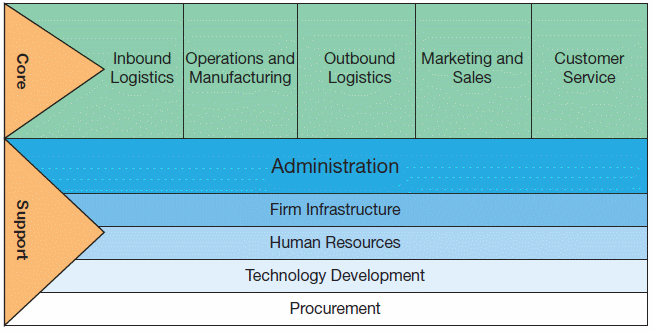 Core
Inbound
Logistics
Operations and
Manufacturing
Outbound
Logistics
Marketing and
Sales
Customer
Service
Support
Administration
Firm Infrastructure
Human Resources
Technology Development
Procurement